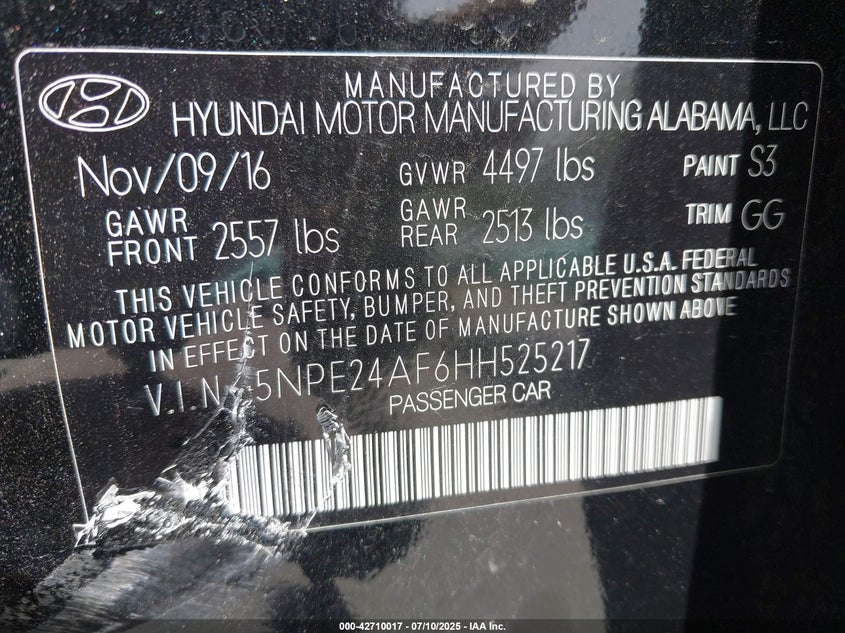 MANUFACTURED BY
HYUNDAI MOTOR MANUFACTURING ALABAMA, LLC
Nov/09/16 GVWR 4497 lbs PAINT S3
GAWR FRONT 2557 lbs GAWR REAR 2513 lbs TRIM GG
THIS VEHICLE CONFORMS TO ALL APPLICABLE U.S.A. FEDERAL
MOTOR VEHICLE SAFETY, BUMPER, AND THEFT PREVENTION STANDARDS
IN EFFECT ON THE DATE OF MANUFACTURE SHOWN ABOVE
V.I.N. 5NPE24AF6HH525217
PASSENGER CAR
000-42710017 - 07/10/2025 - IAA Inc.